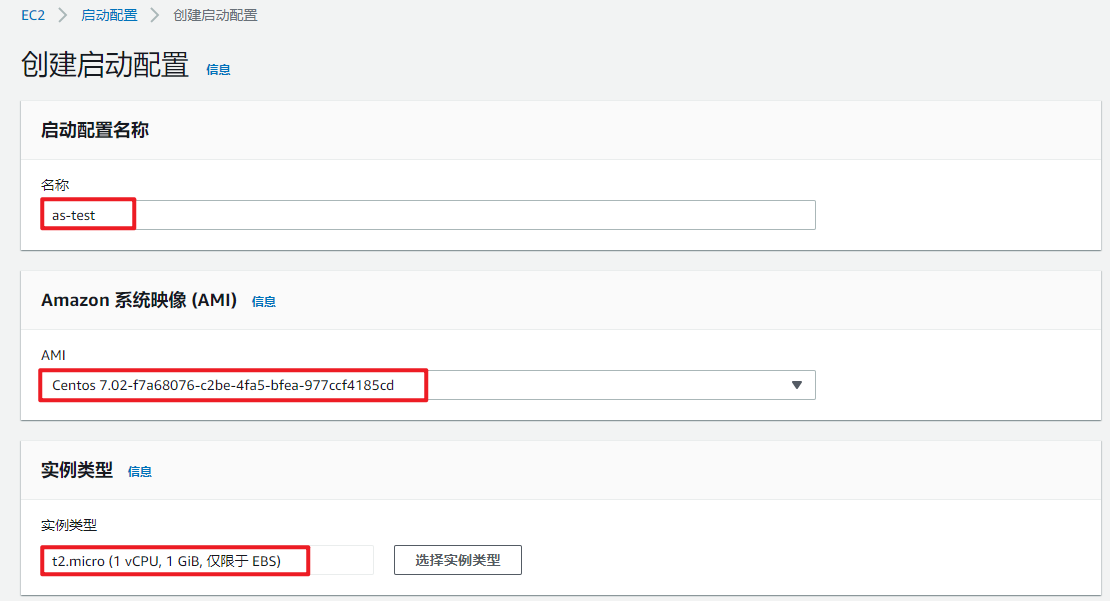 EC2 > 启动配置 > 创建启动配置
创建启动配置 信息
启动配置名称
名称
as-test
Amazon 系统映像 (AMI) 信息
AMI
Centos 7.02-f7a68076-c2be-4fa5-bfea-977ccf4185cd
实例类型 信息
实例类型
t2.micro (1 vCPU, 1 GiB, 仅限于 EBS) 选择实例类型